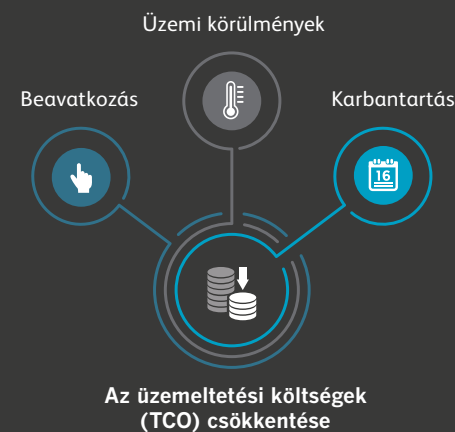 Üzemi körülmények
Beavatkozás
Karbantartás
16
Az üzemeltetési költségek
(TCO) csökkentése